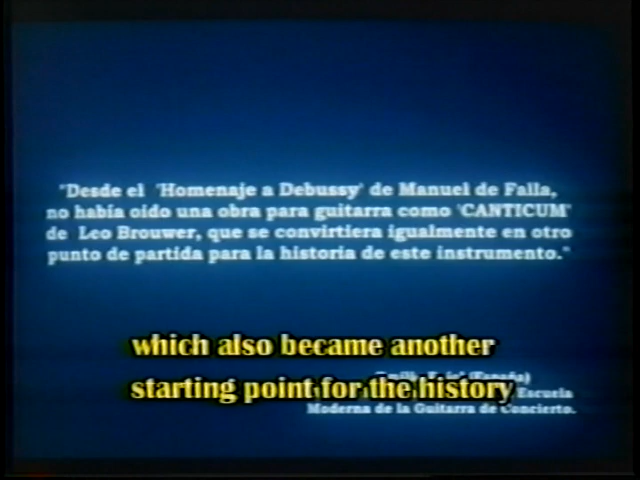 "Desde el 'Homenaje a Debussy' de Manuel de Falla,
no había oido una obra para guitarra como 'CANTICUM'
de Leo Brouwer, que se convirtiera igualmente en otro
punto de partida para la historia de este instrumento."
which also became another
(España)
starting point for the history
Escuela
Moderna de la Guitarra de Concierto.